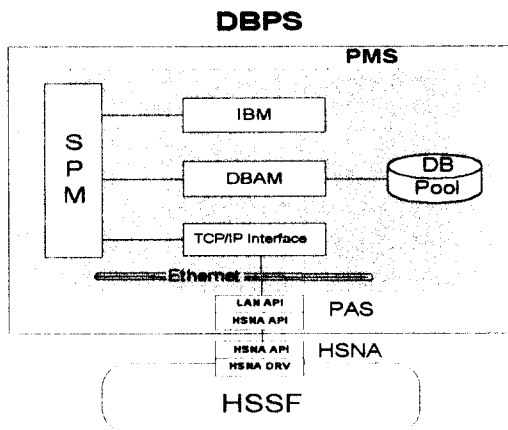 DBPS
PMS
SPM
IBM
DBAM
DB
Pool
TCP/IP Interface
Ethernet
LAN API
HSNA API
PAS
HSNA API
HSNA DRV
HSNA
HSSF